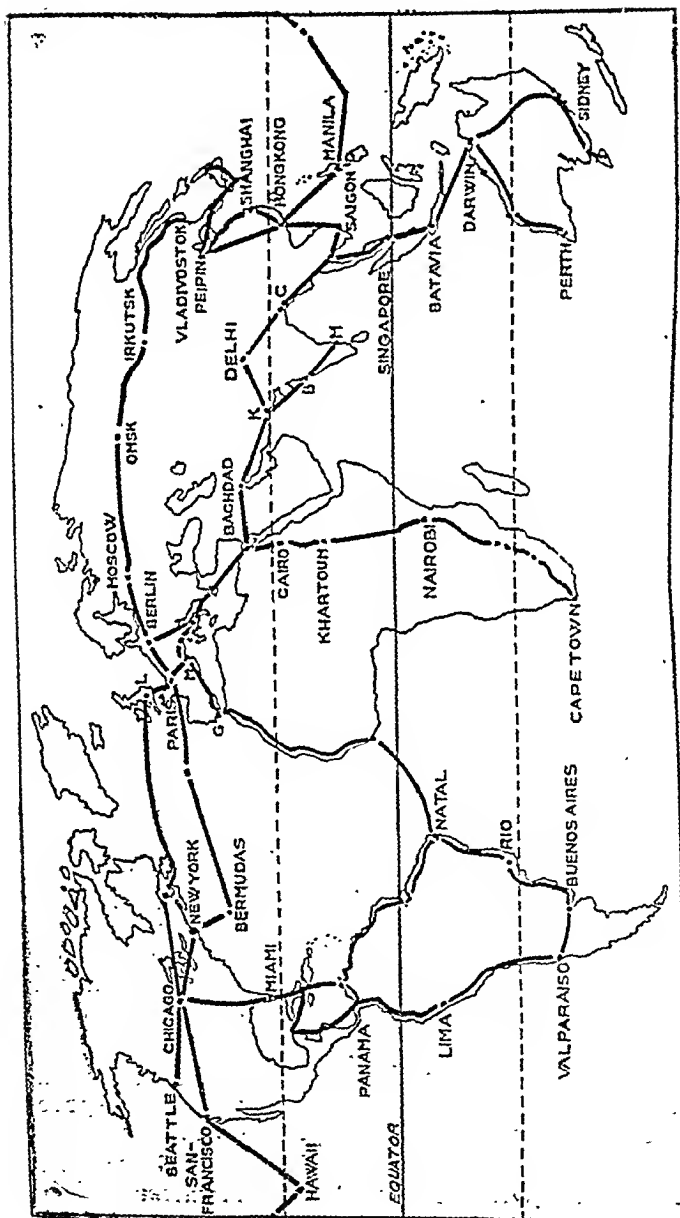 SEATTLE
SAN-
FRANCISCO
HAWAII
EQUATOR
CHICAGO
NEW YORK
BERMUDAS
MIAMI
PANAMA
LIMA
VALPARAISO
BUENOS AIRES
RIO
NATAL
L
PARIS
M
G
BERLIN
MOSCOW
OMSK
IRKUTSK
VLADIVOSTOK
PEIPING
SHANGHAI
HONGKONG
MANILA
SAIGON
BAGHDAD
CAIRO
KHARTOUM
NAIROBI
CAPETOWN
K
DELHI
B
M
C
SINGAPORE
BATAVIA
DARWIN
PERTH
SIDNEY